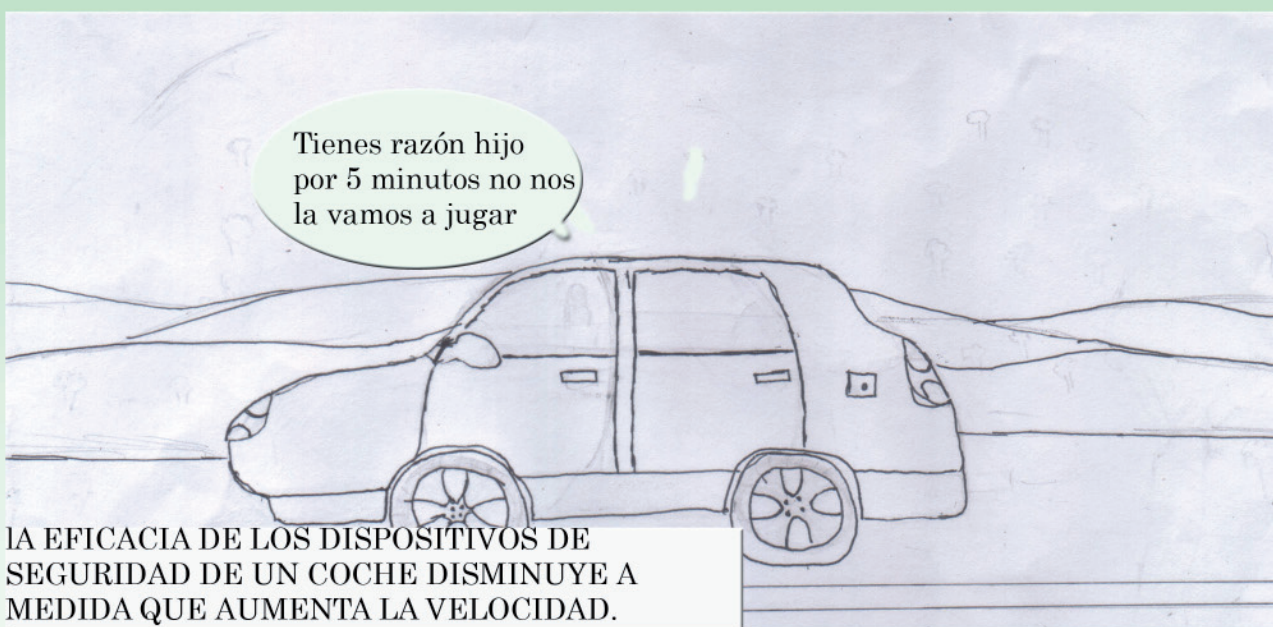 Tienes razón hijo
por 5 minutos no nos
la vamos a jugar
lA EFICACIA DE LOS DISPOSITIVOS DE
SEGURIDAD DE UN COCHE DISMINUYE A
MEDIDA QUE AUMENTA LA VELOCIDAD.